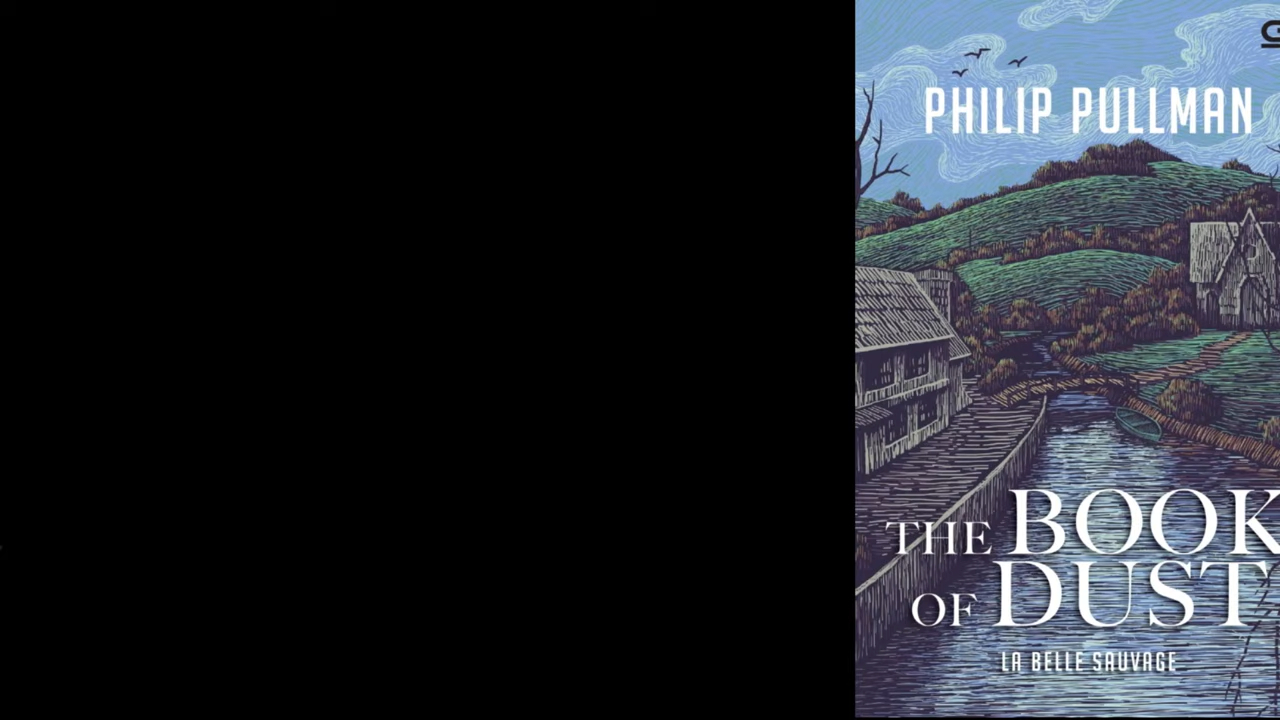 PHILIP PULLMAN
THE BOOK
OF DUST
LA BELLE SAUVAGE